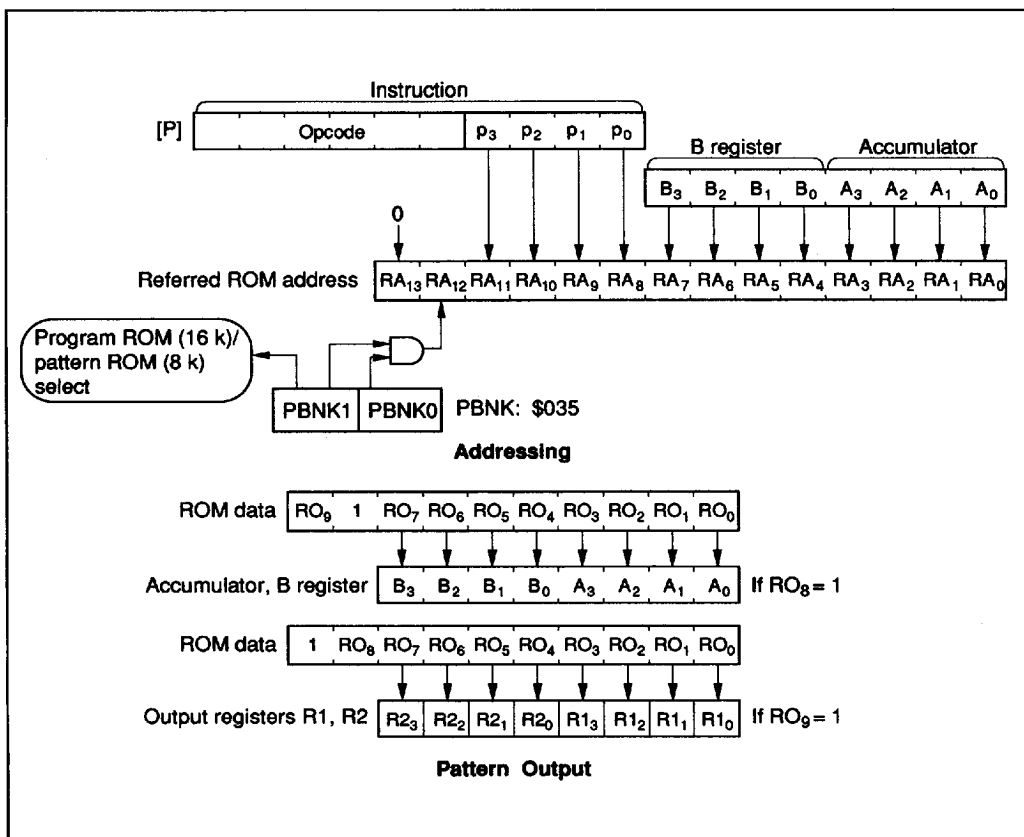 Instruction
[P] Opcode p3 p2 p1 p0
B register Accumulator
B3 B2 B1 B0 A3 A2 A1 A0
0
Referred ROM address RA13 RA12 RA11 RA10 RA9 RA8 RA7 RA6 RA5 RA4 RA3 RA2 RA1 RA0
Program ROM (16 k)/
pattern ROM (8 k)
select
PBNK1 PBNK0 PBNK: $035
Addressing
ROM data RO9 1 RO7 RO6 RO5 RO4 RO3 RO2 RO1 RO0
Accumulator, B register B3 B2 B1 B0 A3 A2 A1 A0 If RO8 = 1
ROM data 1 RO8 RO7 RO6 RO5 RO4 RO3 RO2 RO1 RO0
Output registers R1, R2 R23 R22 R21 R20 R13 R12 R11 R10 If RO9 = 1
Pattern Output